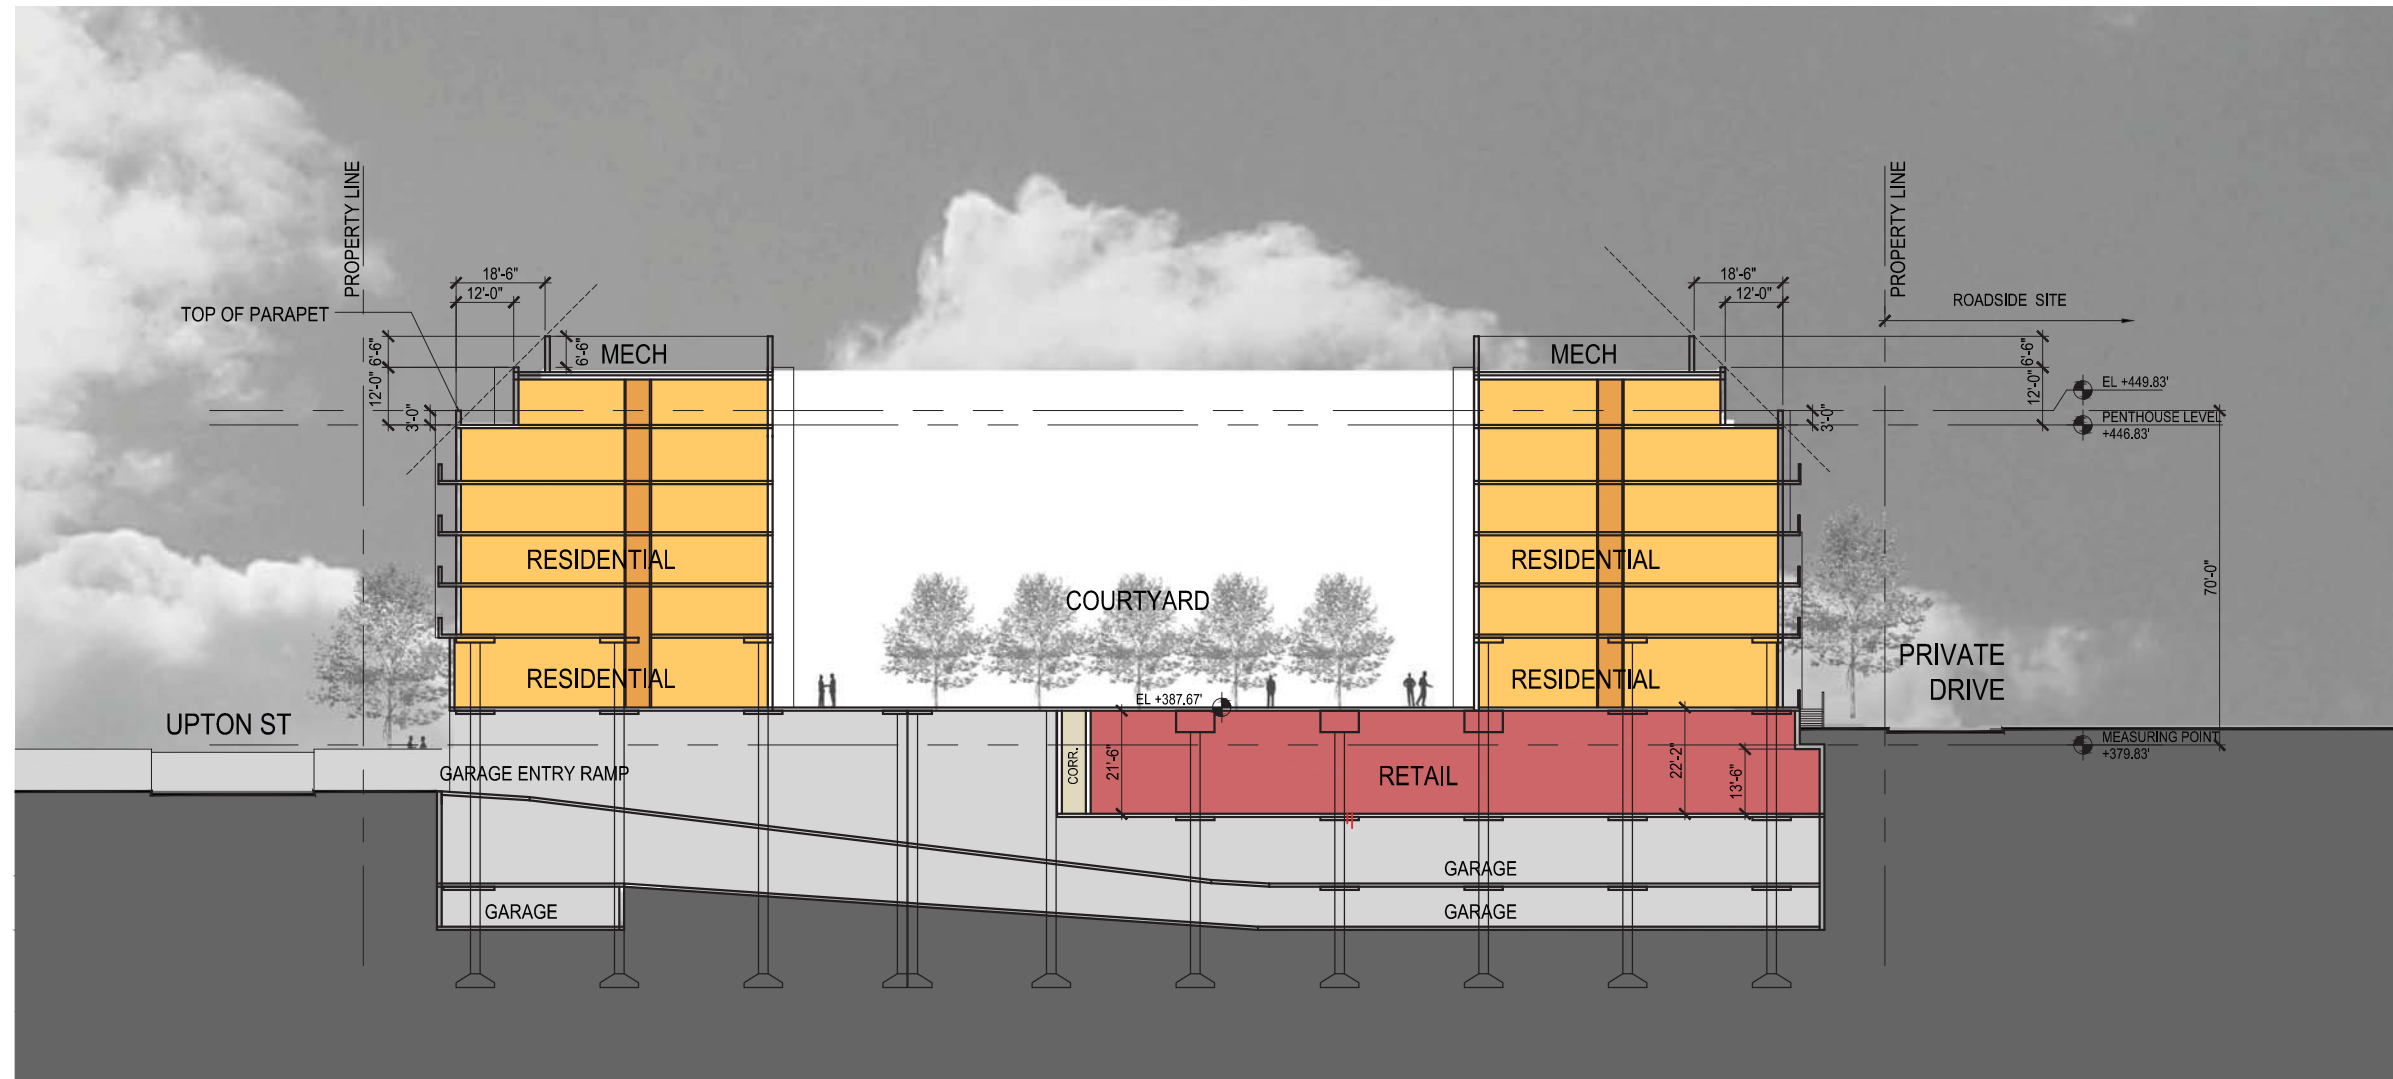 PROPERTY LINE
PROPERTY LINE
18'-6"
12'-0"
18'-6"
12'-0"
ROADSIDE SITE
TOP OF PARAPET
6'-6"
12'-0"
3'-0"
6'-6"
MECH
MECH
6'-6"
12'-0"
3'-0"
EL +449.83'
PENTHOUSE LEVEL
+446.83'
RESIDENTIAL
RESIDENTIAL
COURTYARD
70'-0"
RESIDENTIAL
RESIDENTIAL
PRIVATE
DRIVE
EL +387.67'
UPTON ST
MEASURING POINT
+379.83'
GARAGE ENTRY RAMP
CORR.
21'-6"
RETAIL
22'-2"
13'-6"
GARAGE
GARAGE
GARAGE